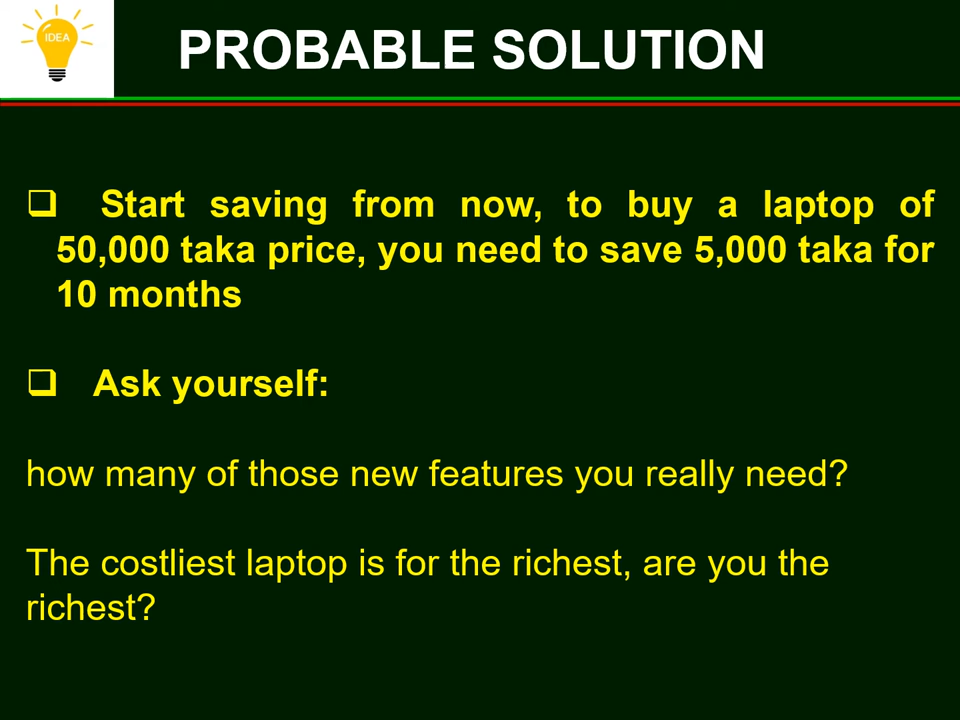 IDEA
PROBABLE SOLUTION
Start saving from now, to buy a laptop of
50,000 taka price, you need to save 5,000 taka for
10 months
Ask yourself:
how many of those new features you really need?
The costliest laptop is for the richest, are you the
richest?